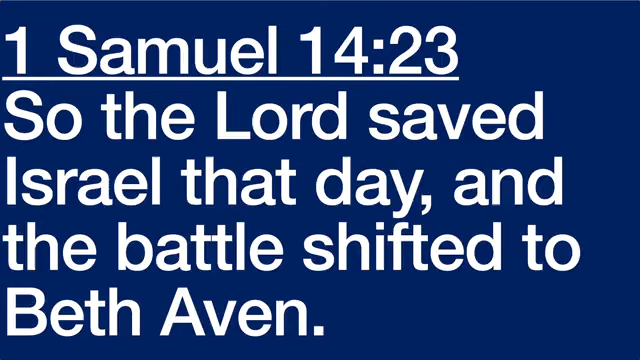 1 Samuel 14:23
So the Lord saved
Israel that day, and
the battle shifted to
Beth Aven.